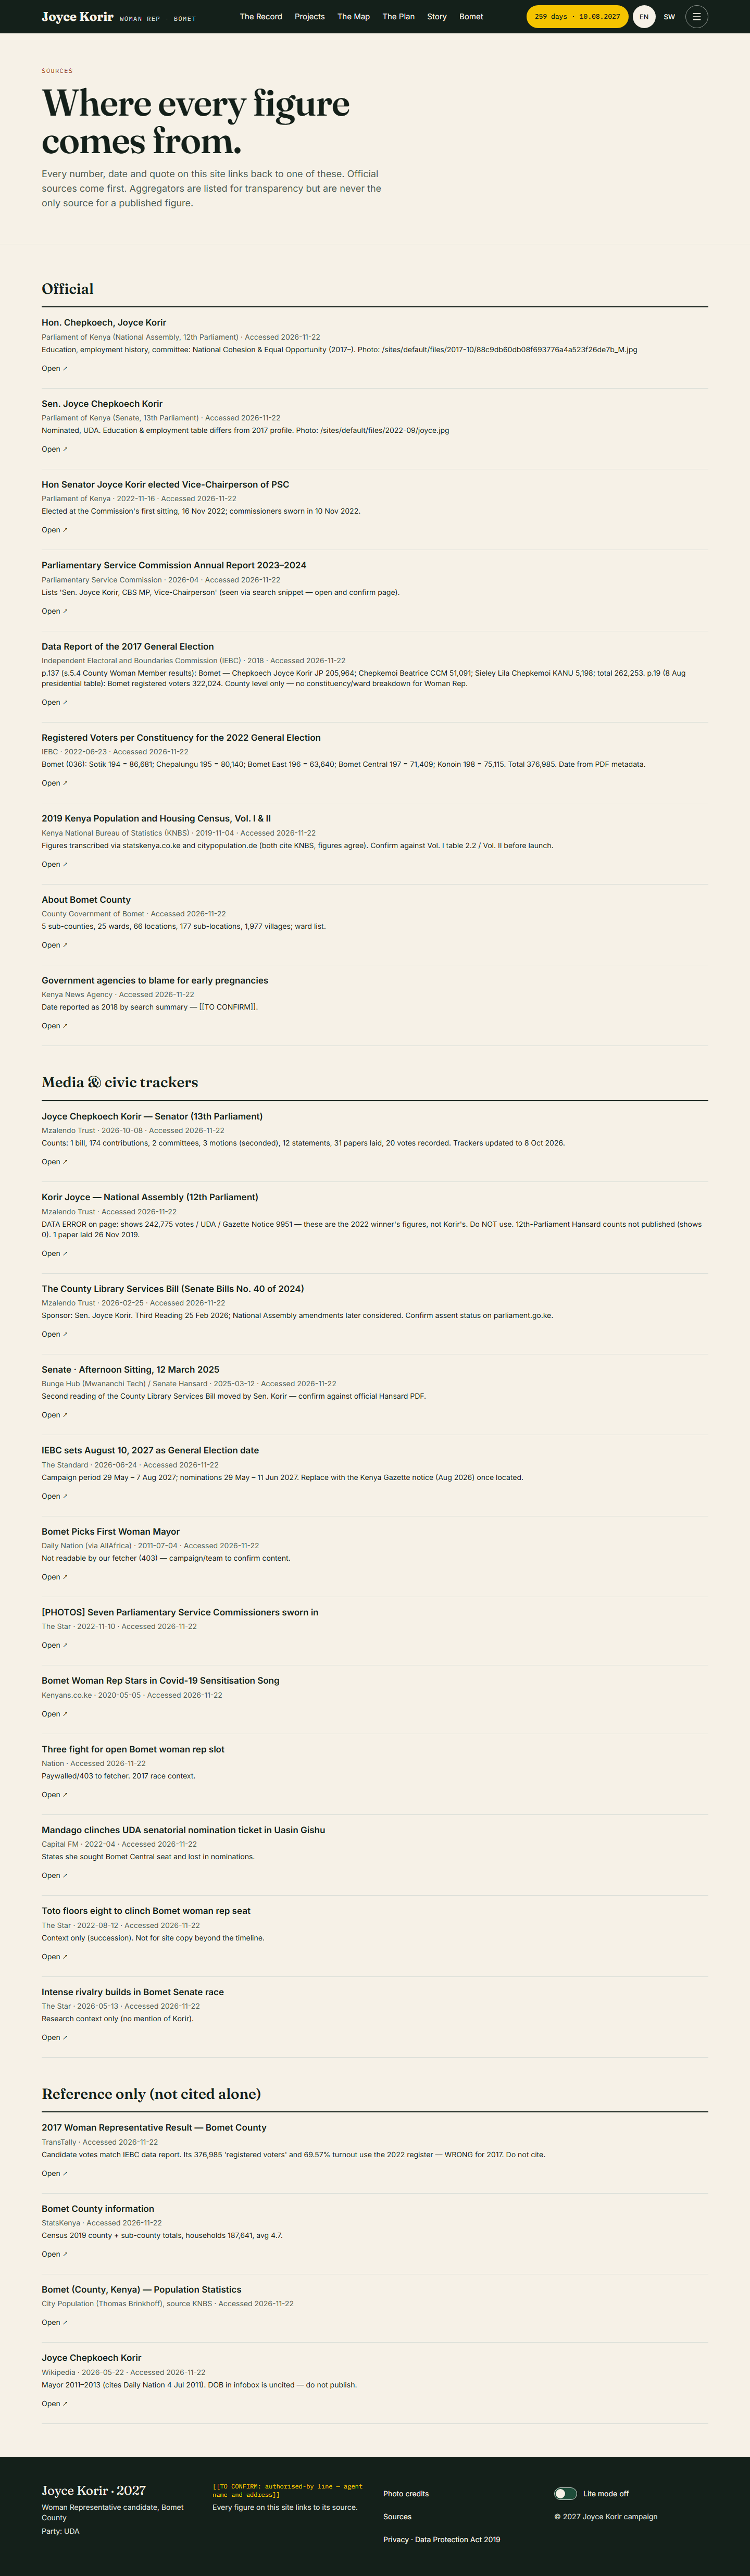 Joyce Korir WOMAN REP · BOMET The Record Projects The Map The Plan Story Bomet 259 days · 10.08.2027 EN SW
SOURCES
Where every figure
comes from.
Every number, date and quote on this site links back to one of these. Official
sources come first. Aggregators are listed for transparency but are never the
only source for a published figure.
Official
Hon. Chepkoech, Joyce Korir
Parliament of Kenya (National Assembly, 12th Parliament) · Accessed 2026-11-22
Education, employment history, committee: National Cohesion & Equal Opportunity (2017–). Photo: /sites/default/files/2017-10/88c9db60db08f693776a4a523f26de7b_M.jpg
Open ↗
Sen. Joyce Chepkoech Korir
Parliament of Kenya (Senate, 13th Parliament) · Accessed 2026-11-22
Nominated, UDA. Education & employment table differs from 2017 profile. Photo: /sites/default/files/2022-09/joyce.jpg
Open ↗
Hon Senator Joyce Korir elected Vice-Chairperson of PSC
Parliament of Kenya · 2022-11-16 · Accessed 2026-11-22
Elected at the Commission's first sitting, 16 Nov 2022; commissioners sworn in 10 Nov 2022.
Open ↗
Parliamentary Service Commission Annual Report 2023–2024
Parliamentary Service Commission · 2026-04 · Accessed 2026-11-22
Lists 'Sen. Joyce Korir, CBS MP, Vice-Chairperson' (seen via search snippet — open and confirm page).
Open ↗
Data Report of the 2017 General Election
Independent Electoral and Boundaries Commission (IEBC) · 2018 · Accessed 2026-11-22
p.137 (s.5.4 County Woman Member results): Bomet — Chepkoech Joyce Korir JP 205,964; Chepkemoi Beatrice CCM 51,091; Sieley Lila Chepkemoi KANU 5,198; total 262,253. p.19 (8 Aug
presidential table): Bomet registered voters 322,024. County level only — no constituency/ward breakdown for Woman Rep.
Open ↗
Registered Voters per Constituency for the 2022 General Election
IEBC · 2022-06-23 · Accessed 2026-11-22
Bomet (036): Sotik 194 = 86,681; Chepalungu 195 = 80,140; Bomet East 196 = 63,640; Bomet Central 197 = 71,409; Konoin 198 = 75,115. Total 376,985. Date from PDF metadata.
Open ↗
2019 Kenya Population and Housing Census, Vol. I & II
Kenya National Bureau of Statistics (KNBS) · 2019-11-04 · Accessed 2026-11-22
Figures transcribed via statskenya.co.ke and citypopulation.de (both cite KNBS, figures agree). Confirm against Vol. I table 2.2 / Vol. II before launch.
Open ↗
About Bomet County
County Government of Bomet · Accessed 2026-11-22
5 sub-counties, 25 wards, 66 locations, 177 sub-locations, 1,977 villages; ward list.
Open ↗
Government agencies to blame for early pregnancies
Kenya News Agency · Accessed 2026-11-22
Date reported as 2018 by search summary — [[TO CONFIRM]].
Open ↗
Media & civic trackers
Joyce Chepkoech Korir — Senator (13th Parliament)
Mzalendo Trust · 2026-10-08 · Accessed 2026-11-22
Counts: 1 bill, 174 contributions, 2 committees, 3 motions (seconded), 12 statements, 31 papers laid, 20 votes recorded. Trackers updated to 8 Oct 2026.
Open ↗
Korir Joyce — National Assembly (12th Parliament)
Mzalendo Trust · Accessed 2026-11-22
DATA ERROR on page: shows 242,775 votes / UDA / Gazette Notice 9951 — these are the 2022 winner's figures, not Korir's. Do NOT use. 12th-Parliament Hansard counts not published (shows
0). 1 paper laid 26 Nov 2019.
Open ↗
The County Library Services Bill (Senate Bills No. 40 of 2024)
Mzalendo Trust · 2026-02-25 · Accessed 2026-11-22
Sponsor: Sen. Joyce Korir. Third Reading 25 Feb 2026; National Assembly amendments later considered. Confirm assent status on parliament.go.ke.
Open ↗
Senate · Afternoon Sitting, 12 March 2025
Bunge Hub (Mwananchi Tech) / Senate Hansard · 2025-03-12 · Accessed 2026-11-22
Second reading of the County Library Services Bill moved by Sen. Korir — confirm against official Hansard PDF.
Open ↗
IEBC sets August 10, 2027 as General Election date
The Standard · 2026-06-24 · Accessed 2026-11-22
Campaign period 29 May – 7 Aug 2027; nominations 29 May – 11 Jun 2027. Replace with the Kenya Gazette notice (Aug 2026) once located.
Open ↗
Bomet Picks First Woman Mayor
Daily Nation (via AllAfrica) · 2011-07-04 · Accessed 2026-11-22
Not readable by our fetcher (403) — campaign/team to confirm content.
Open ↗
[PHOTOS] Seven Parliamentary Service Commissioners sworn in
The Star · 2022-11-10 · Accessed 2026-11-22
Open ↗
Bomet Woman Rep Stars in Covid-19 Sensitisation Song
Kenyans.co.ke · 2020-05-05 · Accessed 2026-11-22
Open ↗
Three fight for open Bomet woman rep slot
Nation · Accessed 2026-11-22
Paywalled/403 to fetcher. 2017 race context.
Open ↗
Mandago clinches UDA senatorial nomination ticket in Uasin Gishu
Capital FM · 2022-04 · Accessed 2026-11-22
States she sought Bomet Central seat and lost in nominations.
Open ↗
Toto floors eight to clinch Bomet woman rep seat
The Star · 2022-08-12 · Accessed 2026-11-22
Context only (succession). Not for site copy beyond the timeline.
Open ↗
Intense rivalry builds in Bomet Senate race
The Star · 2026-05-13 · Accessed 2026-11-22
Research context only (no mention of Korir).
Open ↗
Reference only (not cited alone)
2017 Woman Representative Result — Bomet County
TransTally · Accessed 2026-11-22
Candidate votes match IEBC data report. Its 376,985 'registered voters' and 69.57% turnout use the 2022 register — WRONG for 2017. Do not cite.
Open ↗
Bomet County information
StatsKenya · Accessed 2026-11-22
Census 2019 county + sub-county totals, households 187,641, avg 4.7.
Open ↗
Bomet (County, Kenya) — Population Statistics
City Population (Thomas Brinkhoff), source KNBS · Accessed 2026-11-22
Open ↗
Joyce Chepkoech Korir
Wikipedia · 2026-05-22 · Accessed 2026-11-22
Mayor 2011–2013 (cites Daily Nation 4 Jul 2011). DOB in infobox is uncited — do not publish.
Open ↗
Joyce Korir · 2027
Woman Representative candidate, Bomet
County
Party: UDA
[[TO CONFIRM: authorised-by line — agent
name and address]]
Every figure on this site links to its source.
Photo credits
Sources
Privacy · Data Protection Act 2019
Lite mode off
© 2027 Joyce Korir campaign